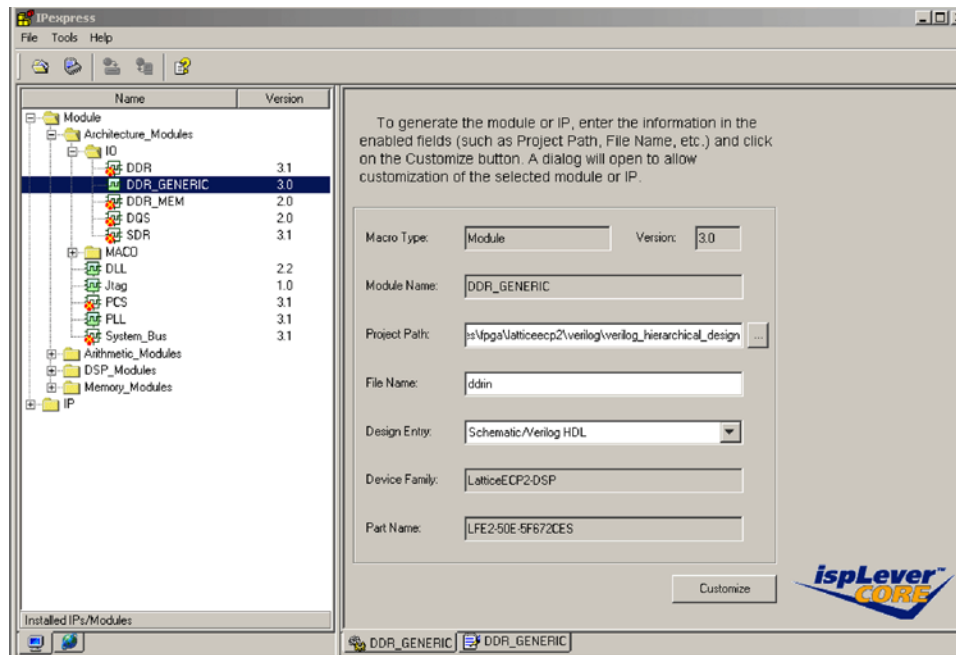 IPexpress
File Tools Help
Name Version
Module
Architecture_Modules
IO
DDR 3.1
DDR_GENERIC 3.0
DDR_MEM 2.0
DQS 2.0
SDR 3.1
MACO
DLL 2.2
Jtag 1.0
PCS 3.1
PLL 3.1
System_Bus 3.1
Arithmetic_Modules
DSP_Modules
Memory_Modules
IP
Installed IPs/Modules
To generate the module or IP, enter the information in the
enabled fields (such as Project Path, File Name, etc.) and click
on the Customize button. A dialog will open to allow
customization of the selected module or IP.
Macro Type: Module Version: 3.0
Module Name: DDR_GENERIC
Project Path: es\fpga\latticeecp2\verilog\verilog_hierarchical_design ...
File Name: ddrin
Design Entry: Schematic/Verilog HDL
Device Family: LatticeECP2-DSP
Part Name: LFE2-50E-5F672CES
Customize
ispLever™
CORE
DDR_GENERIC DDR_GENERIC